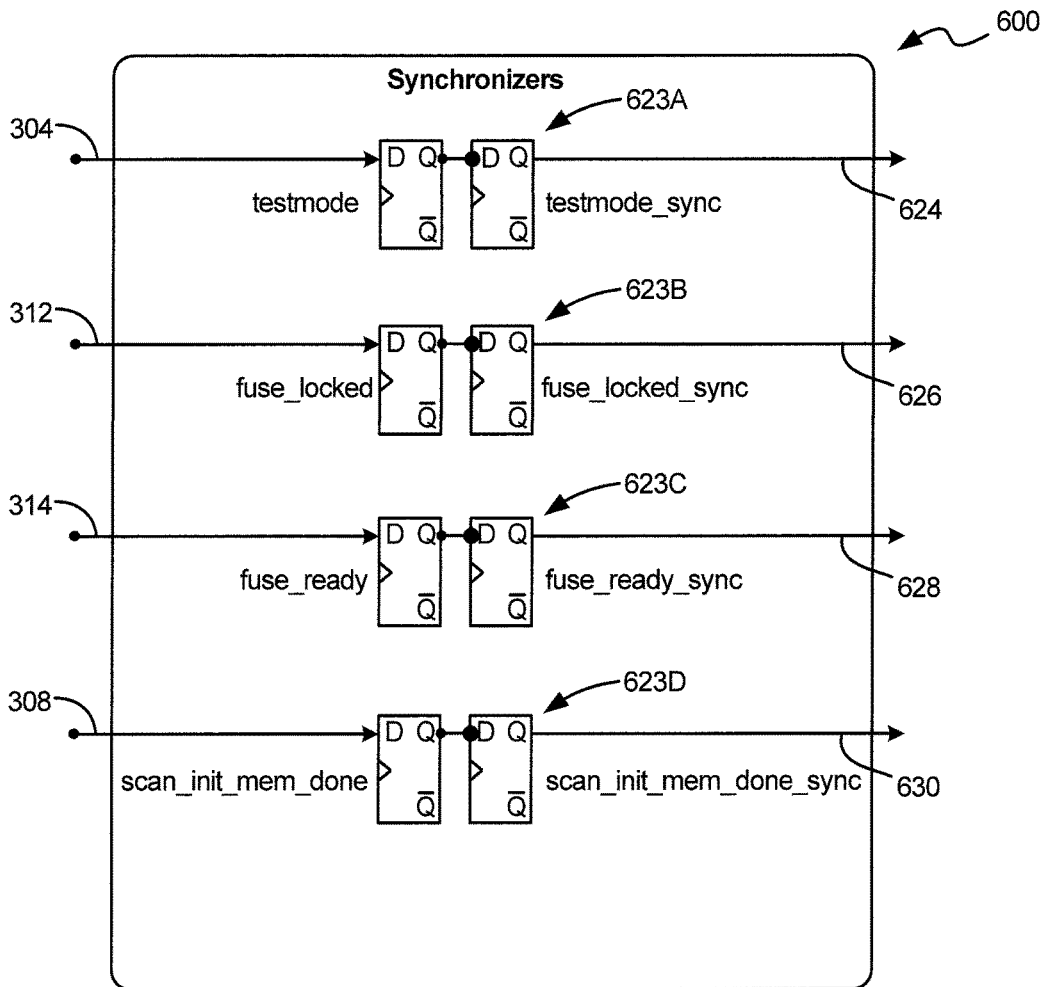 600
Synchronizers
623A
304
D Q D Q
testmode
testmode_sync
624
Q̅ Q̅
623B
312
D Q D Q
fuse_locked
fuse_locked_sync
626
Q̅ Q̅
623C
314
D Q D Q
fuse_ready
fuse_ready_sync
628
Q̅ Q̅
623D
308
D Q D Q
scan_init_mem_done
scan_init_mem_done_sync
630
Q̅ Q̅